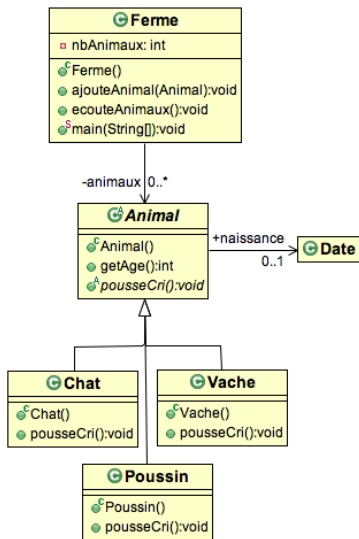 Ferme
nbAnimaux: int
Ferme()
ajouteAnimal(Animal):void
ecouteAnimaux():void
main(String[]):void
-animaux 0..*
Animal
Animal()
getAge():int
pousseCri():void
+naissance
0..1
Date
Chat
Chat()
pousseCri():void
Vache
Vache()
pousseCri():void
Poussin
Poussin()
pousseCri():void